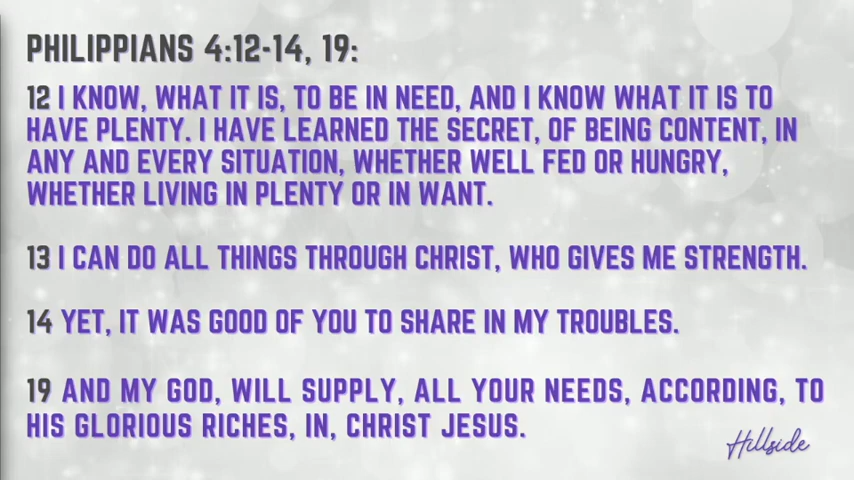 PHILIPPIANS 4:12-14, 19:
12 I KNOW, WHAT IT IS, TO BE IN NEED, AND I KNOW WHAT IT IS TO
HAVE PLENTY. I HAVE LEARNED THE SECRET, OF BEING CONTENT, IN
ANY AND EVERY SITUATION, WHETHER WELL FED OR HUNGRY,
WHETHER LIVING IN PLENTY OR IN WANT.
13 I CAN DO ALL THINGS THROUGH CHRIST, WHO GIVES ME STRENGTH.
14 YET, IT WAS GOOD OF YOU TO SHARE IN MY TROUBLES.
19 AND MY GOD, WILL SUPPLY, ALL YOUR NEEDS, ACCORDING, TO
HIS GLORIOUS RICHES, IN, CHRIST JESUS.
Hillside